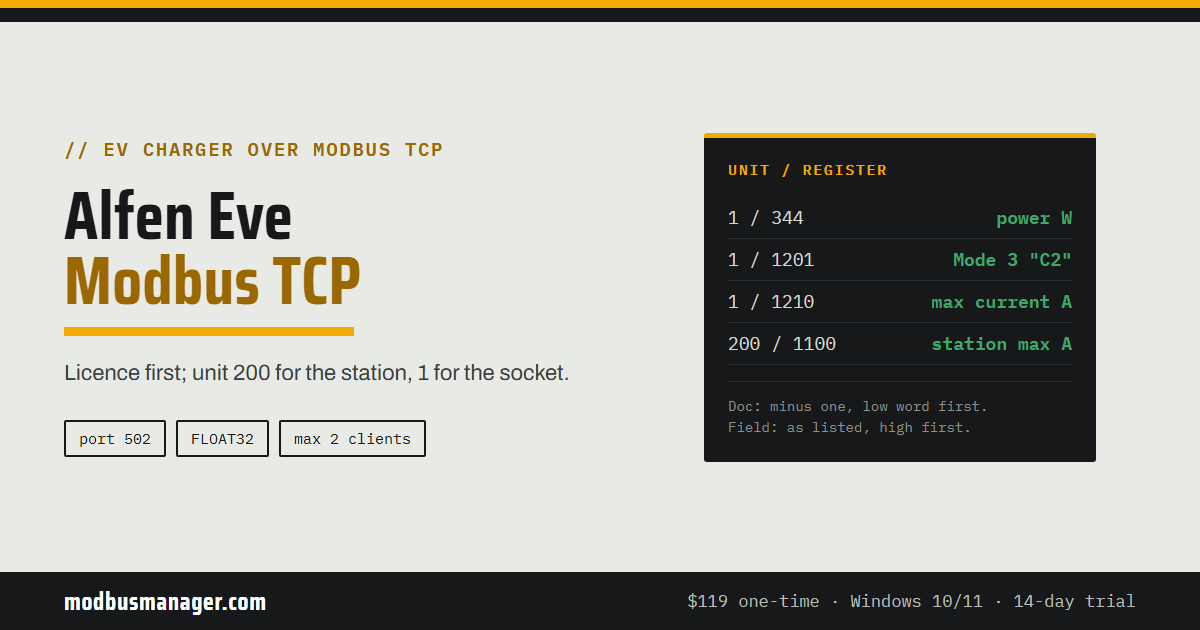 // EV CHARGER OVER MODBUS TCP
Alfen Eve
Modbus TCP
Licence first; unit 200 for the station, 1 for the socket.
port 502
FLOAT32
max 2 clients
UNIT / REGISTER
1 / 344 power W
1 / 1201 Mode 3 "C2"
1 / 1210 max current A
200 / 1100 station max A
Doc: minus one, low word first.
Field: as listed, high first.
modbusmanager.com
$119 one-time · Windows 10/11 · 14-day trial